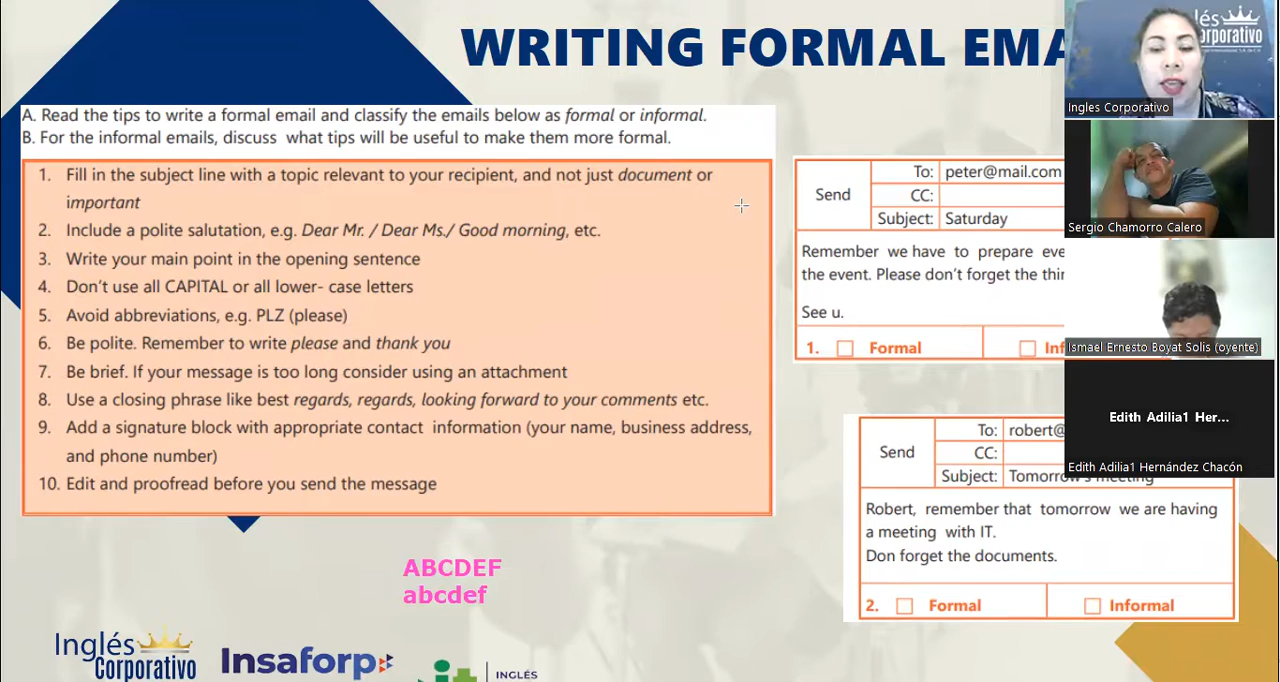 WRITING FORMAL EMA
A. Read the tips to write a formal email and classify the emails below as formal or informal.
B. For the informal emails, discuss what tips will be useful to make them more formal.
1. Fill in the subject line with a topic relevant to your recipient, and not just document or
important
2. Include a polite salutation, e.g. Dear Mr. / Dear Ms./ Good morning, etc.
3. Write your main point in the opening sentence
4. Don't use all CAPITAL or all lower- case letters
5. Avoid abbreviations, e.g. PLZ (please)
6. Be polite. Remember to write please and thank you
7. Be brief. If your message is too long consider using an attachment
8. Use a closing phrase like best regards, regards, looking forward to your comments etc.
9. Add a signature block with appropriate contact information (your name, business address,
and phone number)
10. Edit and proofread before you send the message
ABCDEF
abcdef
Inglés
Corporativo
Insaforp
INGLÉS
Send
To: peter@mail.com
CC:
Subject: Saturday
Remember we have to prepare eve
the event. Please don't forget the thin
See u.
1. Formal
Inf
Send
To: robert@
CC:
Subject: Tomorrow's meeting
Robert, remember that tomorrow we are having
a meeting with IT.
Don forget the documents.
2. Formal
Informal
lés
orporativo
Ingles Corporativo
Sergio Chamorro Calero
Ismael Ernesto Boyat Solis (oyente)
Edith Adilia1 Her...
Edith Adilia1 Hernández Chacón